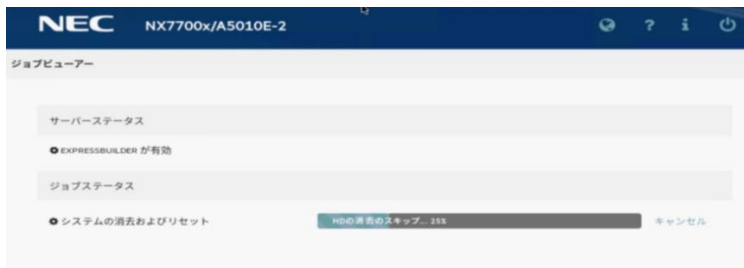 NEC NX7700x/A5010E-2 ? i
ジョブビューアー
サーバーステータス
EXPRESSBUILDER が有効
ジョブステータス
システムの消去およびリセット HDの消去のスキップ... 25% キャンセル